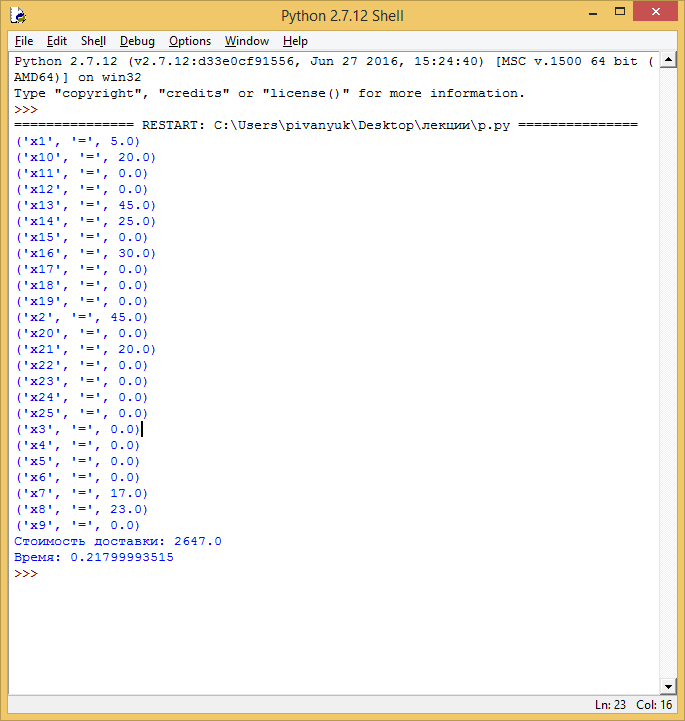 Python 2.7.12 Shell
File Edit Shell Debug Options Window Help
Python 2.7.12 (v2.7.12:d33e0cf91556, Jun 27 2016, 15:24:40) [MSC v.1500 64 bit (
AMD64)] on win32
Type "copyright", "credits" or "license()" for more information.
>>>
=============== RESTART: C:\Users\pivanyuk\Desktop\лекции\p.py ===============
('x1', '=', 5.0)
('x10', '=', 20.0)
('x11', '=', 0.0)
('x12', '=', 0.0)
('x13', '=', 45.0)
('x14', '=', 25.0)
('x15', '=', 0.0)
('x16', '=', 30.0)
('x17', '=', 0.0)
('x18', '=', 0.0)
('x19', '=', 0.0)
('x2', '=', 45.0)
('x20', '=', 0.0)
('x21', '=', 20.0)
('x22', '=', 0.0)
('x23', '=', 0.0)
('x24', '=', 0.0)
('x25', '=', 0.0)
('x3', '=', 0.0)
('x4', '=', 0.0)
('x5', '=', 0.0)
('x6', '=', 0.0)
('x7', '=', 17.0)
('x8', '=', 23.0)
('x9', '=', 0.0)
Стоимость доставки: 2647.0
Время: 0.21799993515
>>>
Ln: 23 Col: 16